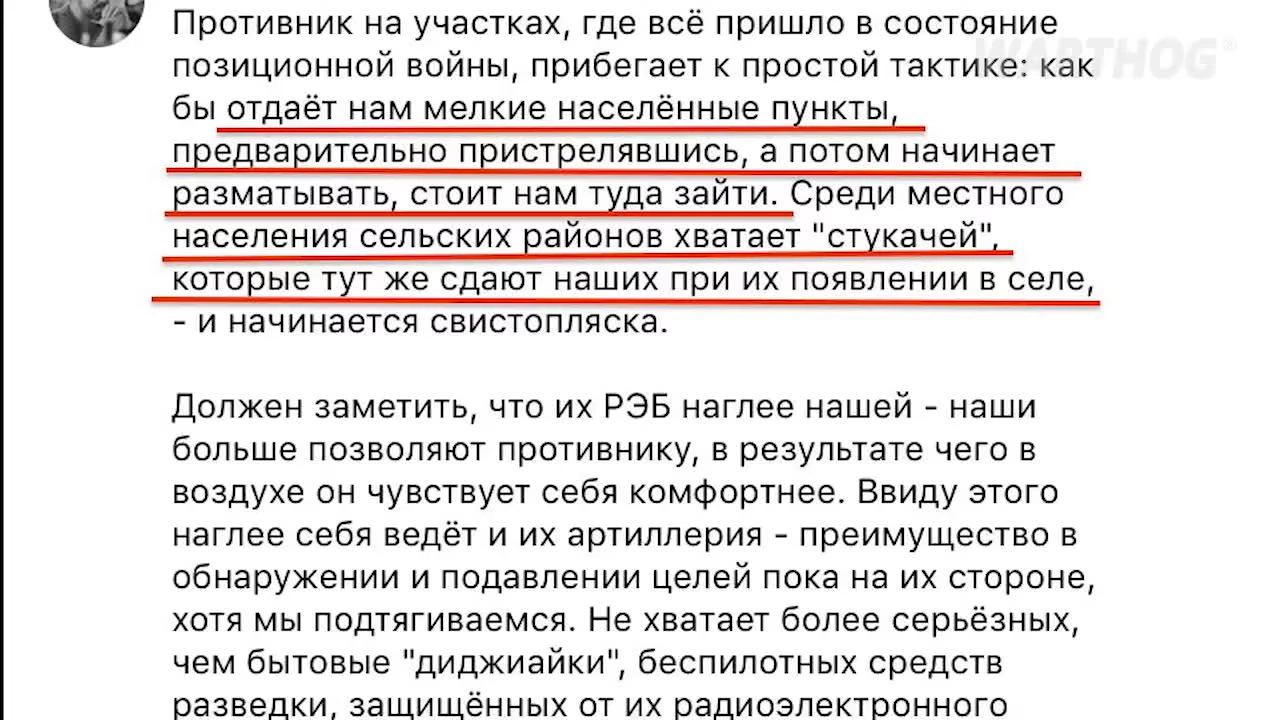 Противник на участках, где всё пришло в состояние
WARTHOG®
позиционной войны, прибегает к простой тактике: как
бы отдаёт нам мелкие населённые пункты,
предварительно пристрелявшись, а потом начинает
разматывать, стоит нам туда зайти. Среди местного
населения сельских районов хватает "стукачей",
которые тут же сдают наших при их появлении в селе,
- и начинается свистопляска.
Должен заметить, что их РЭБ наглее нашей - наши
больше позволяют противнику, в результате чего в
воздухе он чувствует себя комфортнее. Ввиду этого
наглее себя ведёт и их артиллерия - преимущество в
обнаружении и подавлении целей пока на их стороне,
хотя мы подтягиваемся. Не хватает более серьёзных,
чем бытовые "диджиайки", беспилотных средств
разведки, защищённых от их радиоэлектронного